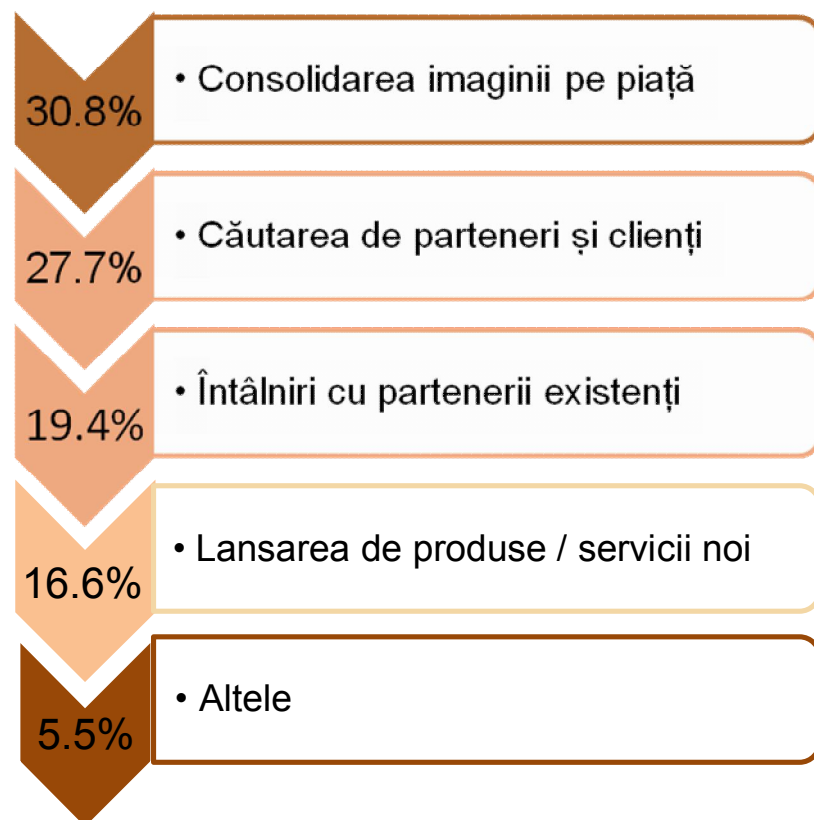 30.8%
• Consolidarea imaginii pe piață
27.7%
• Căutarea de parteneri și clienți
19.4%
• Întâlniri cu partenerii existenți
16.6%
• Lansarea de produse / servicii noi
5.5%
• Altele